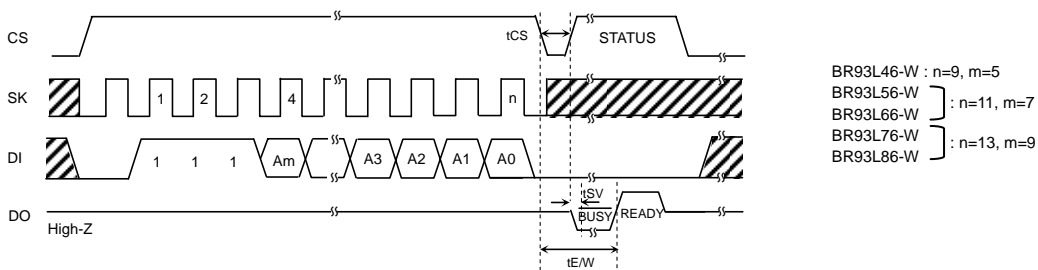 CS
tCS
STATUS
SK
1
2
4
n
DI
1
1
1
Am
A3
A2
A1
A0
tSV
DO
BUSY
READY
High-Z
tE/W
BR93L46-W : n=9, m=5
BR93L56-W
BR93L66-W
: n=11, m=7
BR93L76-W
BR93L86-W
: n=13, m=9